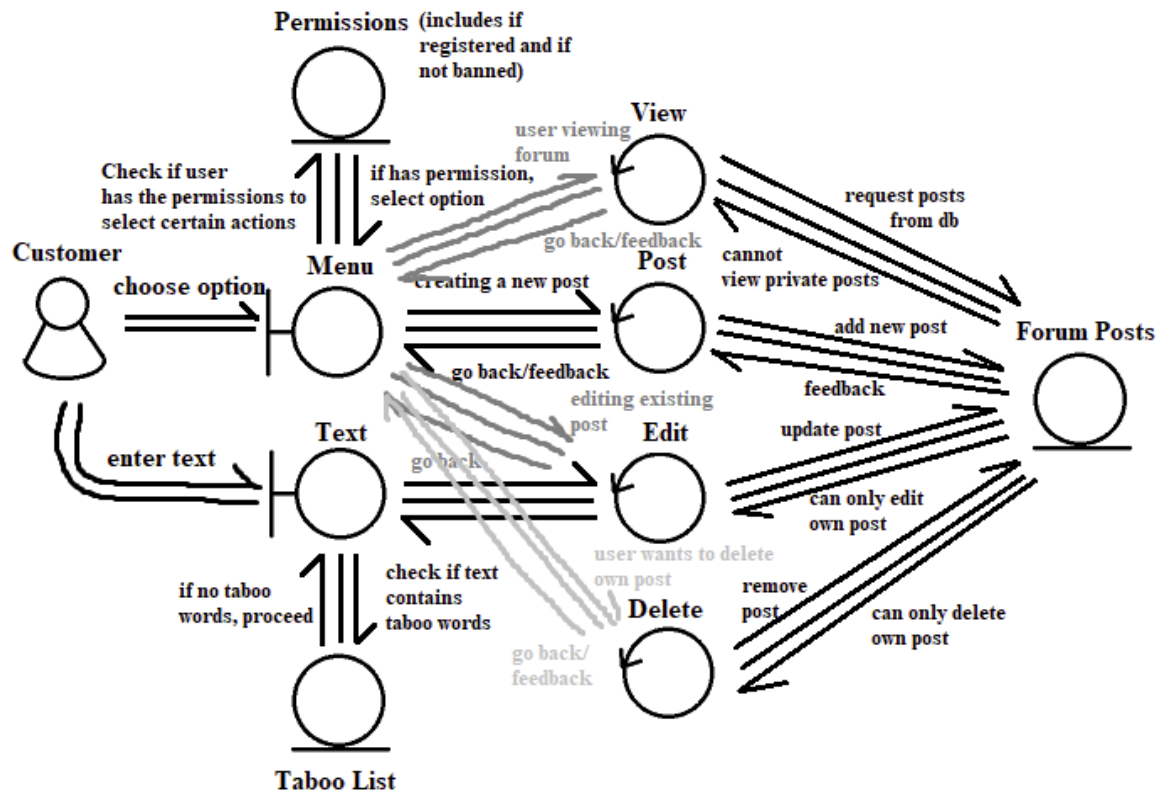 Permissions
(includes if
registered and if
not banned)
View
user viewing
forum
Check if user
has the permissions to
select certain actions
if has permission,
select option
request posts
from db
Customer
Menu
go back/feedback
Post
cannot
view private posts
choose option
creating a new post
add new post
Forum Posts
go back/feedback
feedback
editing existing
post
Text
Edit
update post
enter text
go back
can only edit
own post
user wants to delete
own post
if no taboo
words, proceed
check if text
contains
taboo words
remove
post
Delete
can only delete
own post
go back/
feedback
Taboo List